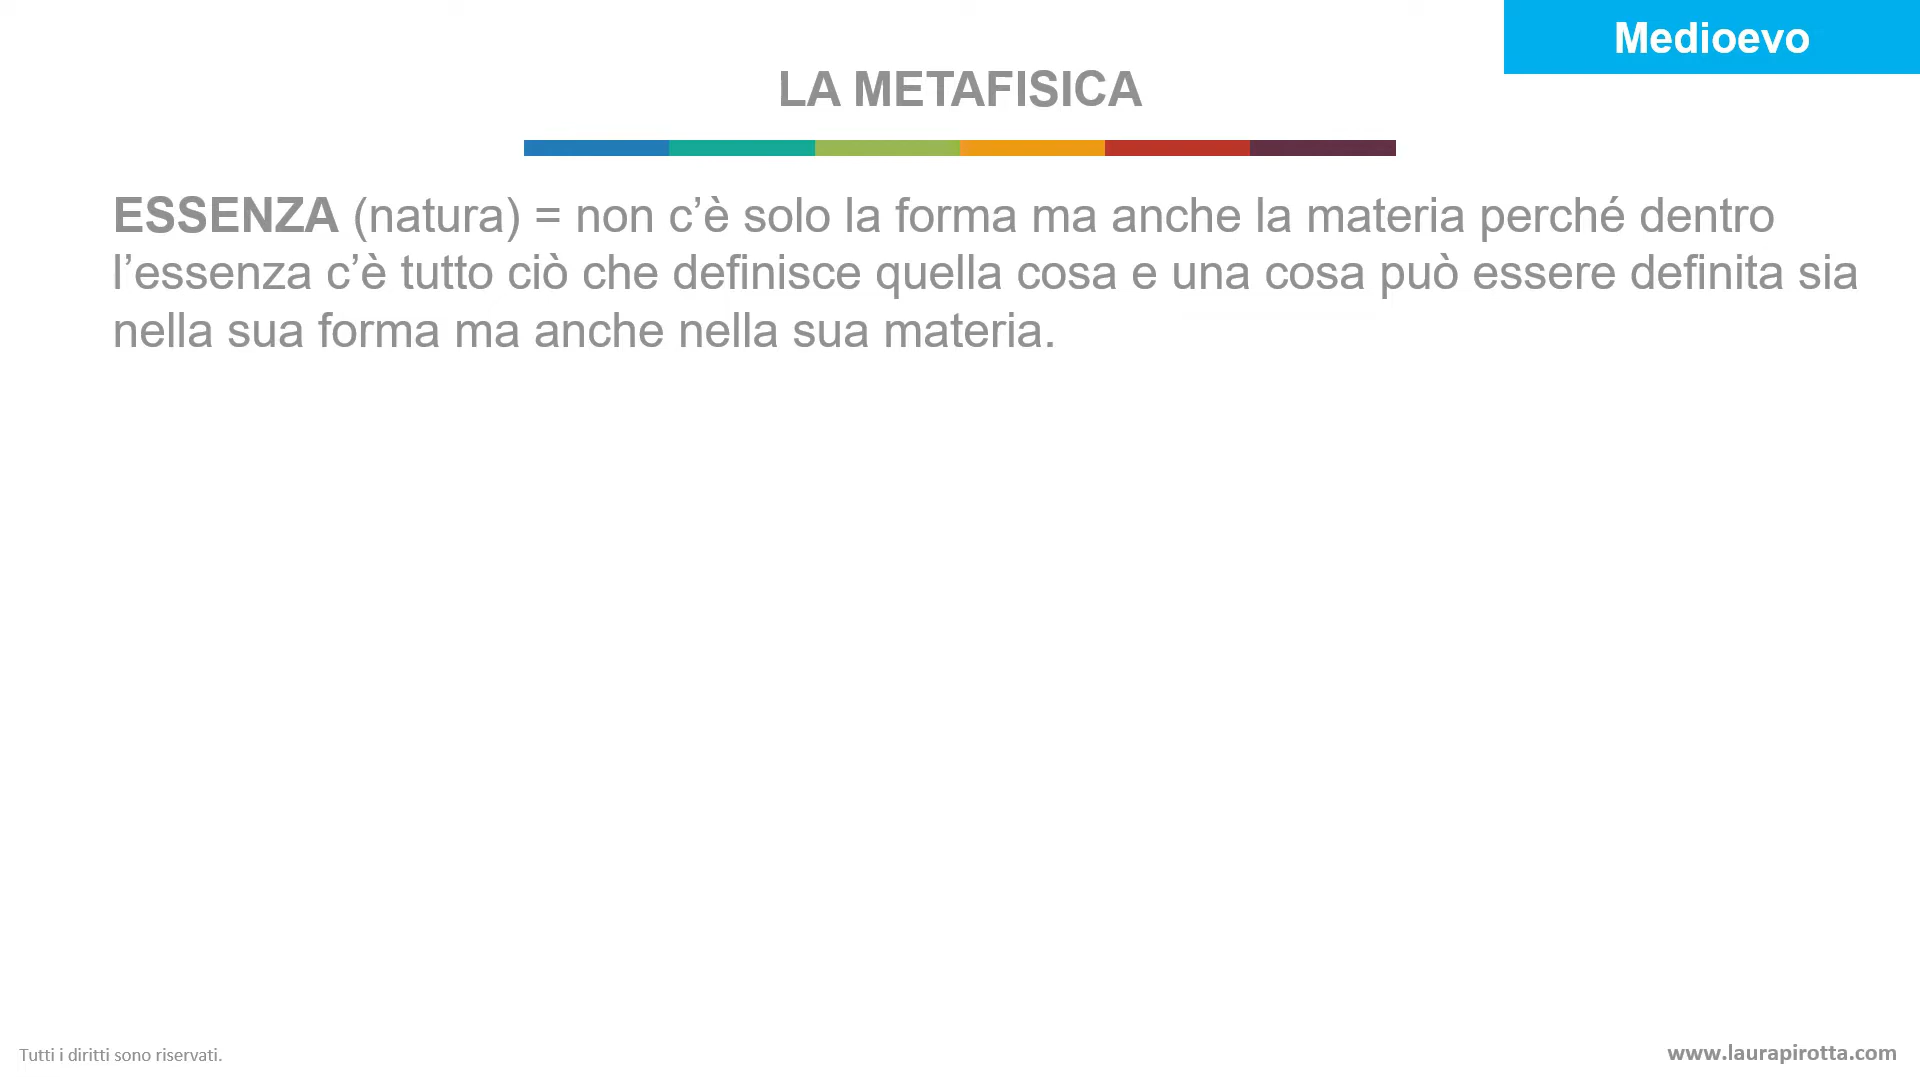 Medioevo
LA METAFISICA
ESSENZA (natura) = non c’è solo la forma ma anche la materia perché dentro
l’essenza c’è tutto ciò che definisce quella cosa e una cosa può essere definita sia
nella sua forma ma anche nella sua materia.
Tutti i diritti sono riservati.
www.laurapirotta.com